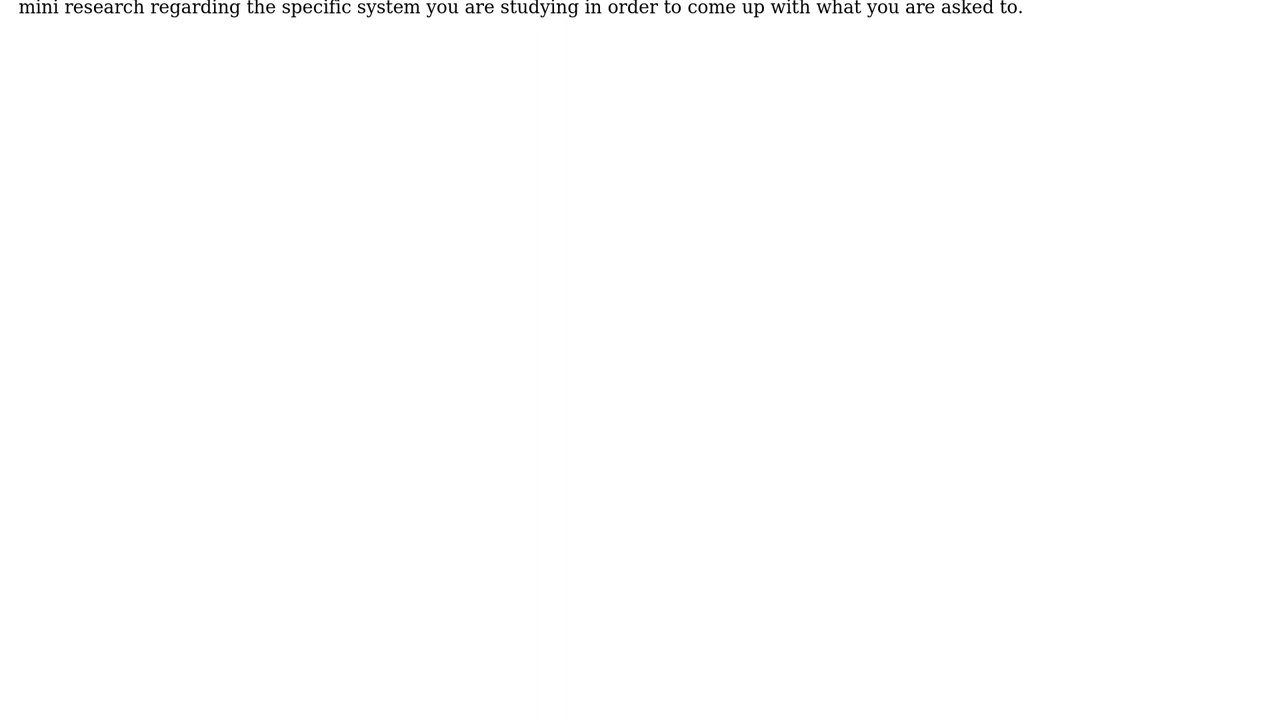 mini research regarding the specific system you are studying in order to come up with what you are asked to.